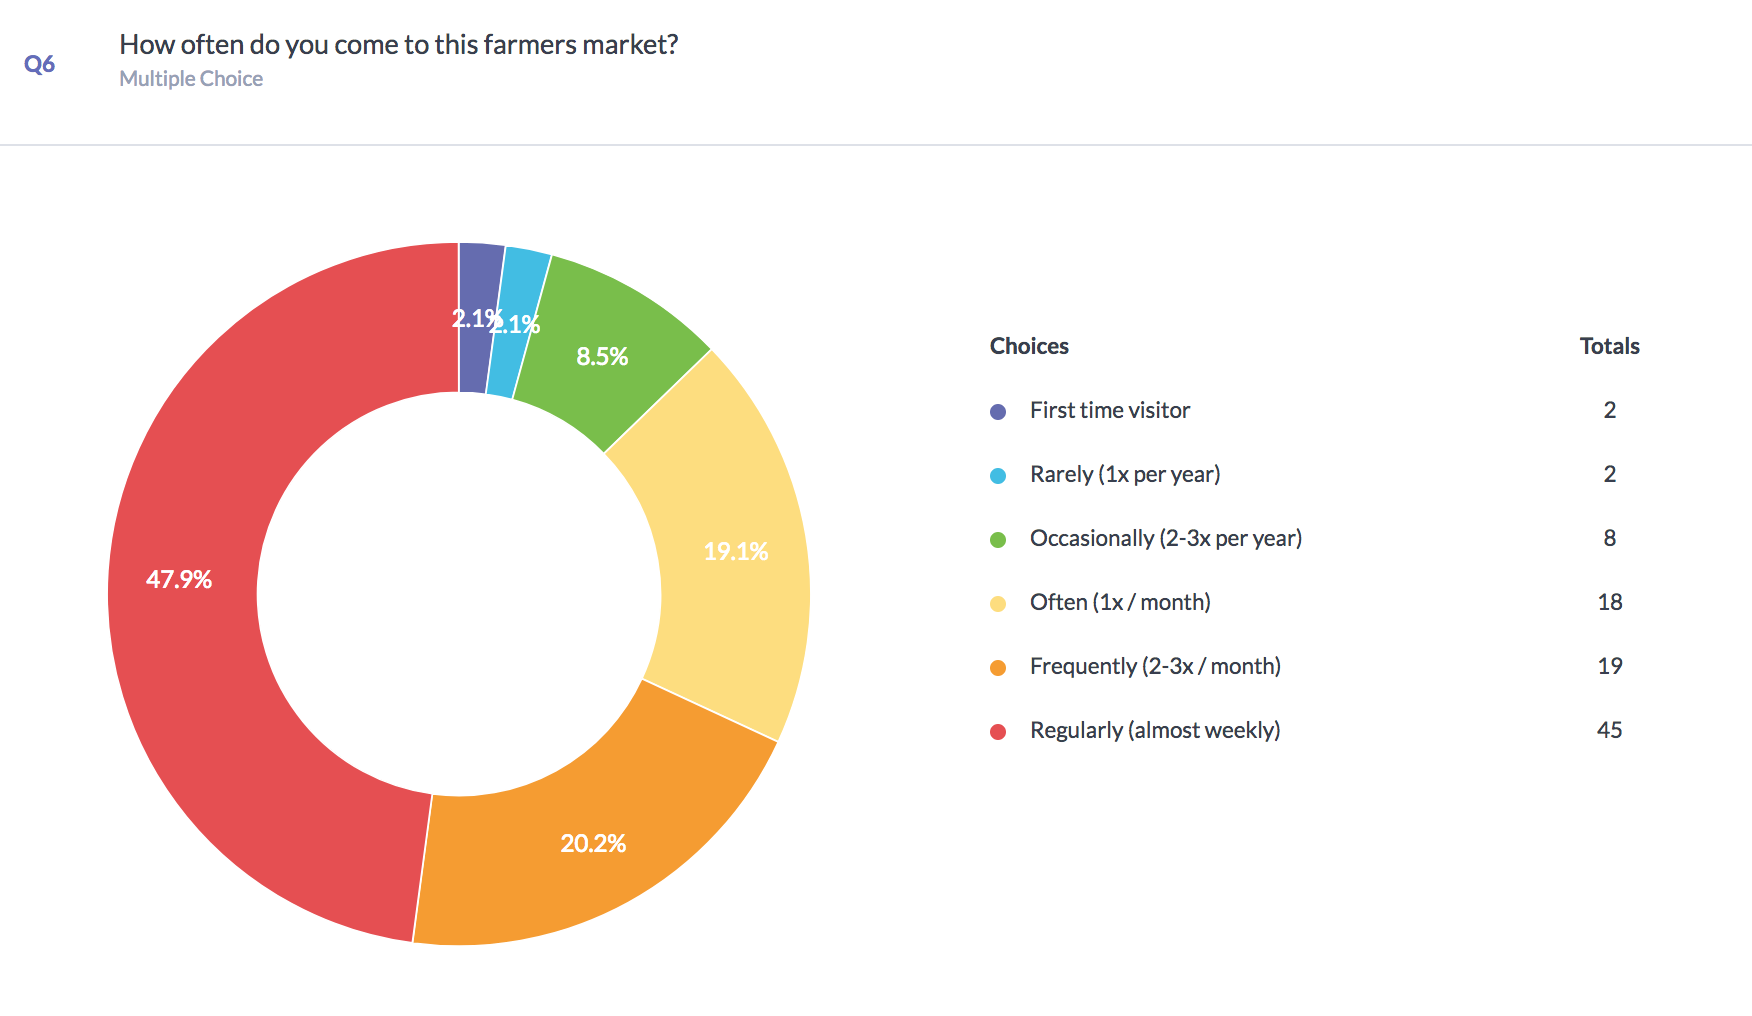 Q6
How often do you come to this farmers market?
Multiple Choice
2.1%
2.1%
8.5%
19.1%
20.2%
47.9%
Choices Totals
First time visitor 2
Rarely (1x per year) 2
Occasionally (2-3x per year) 8
Often (1x / month) 18
Frequently (2-3x / month) 19
Regularly (almost weekly) 45